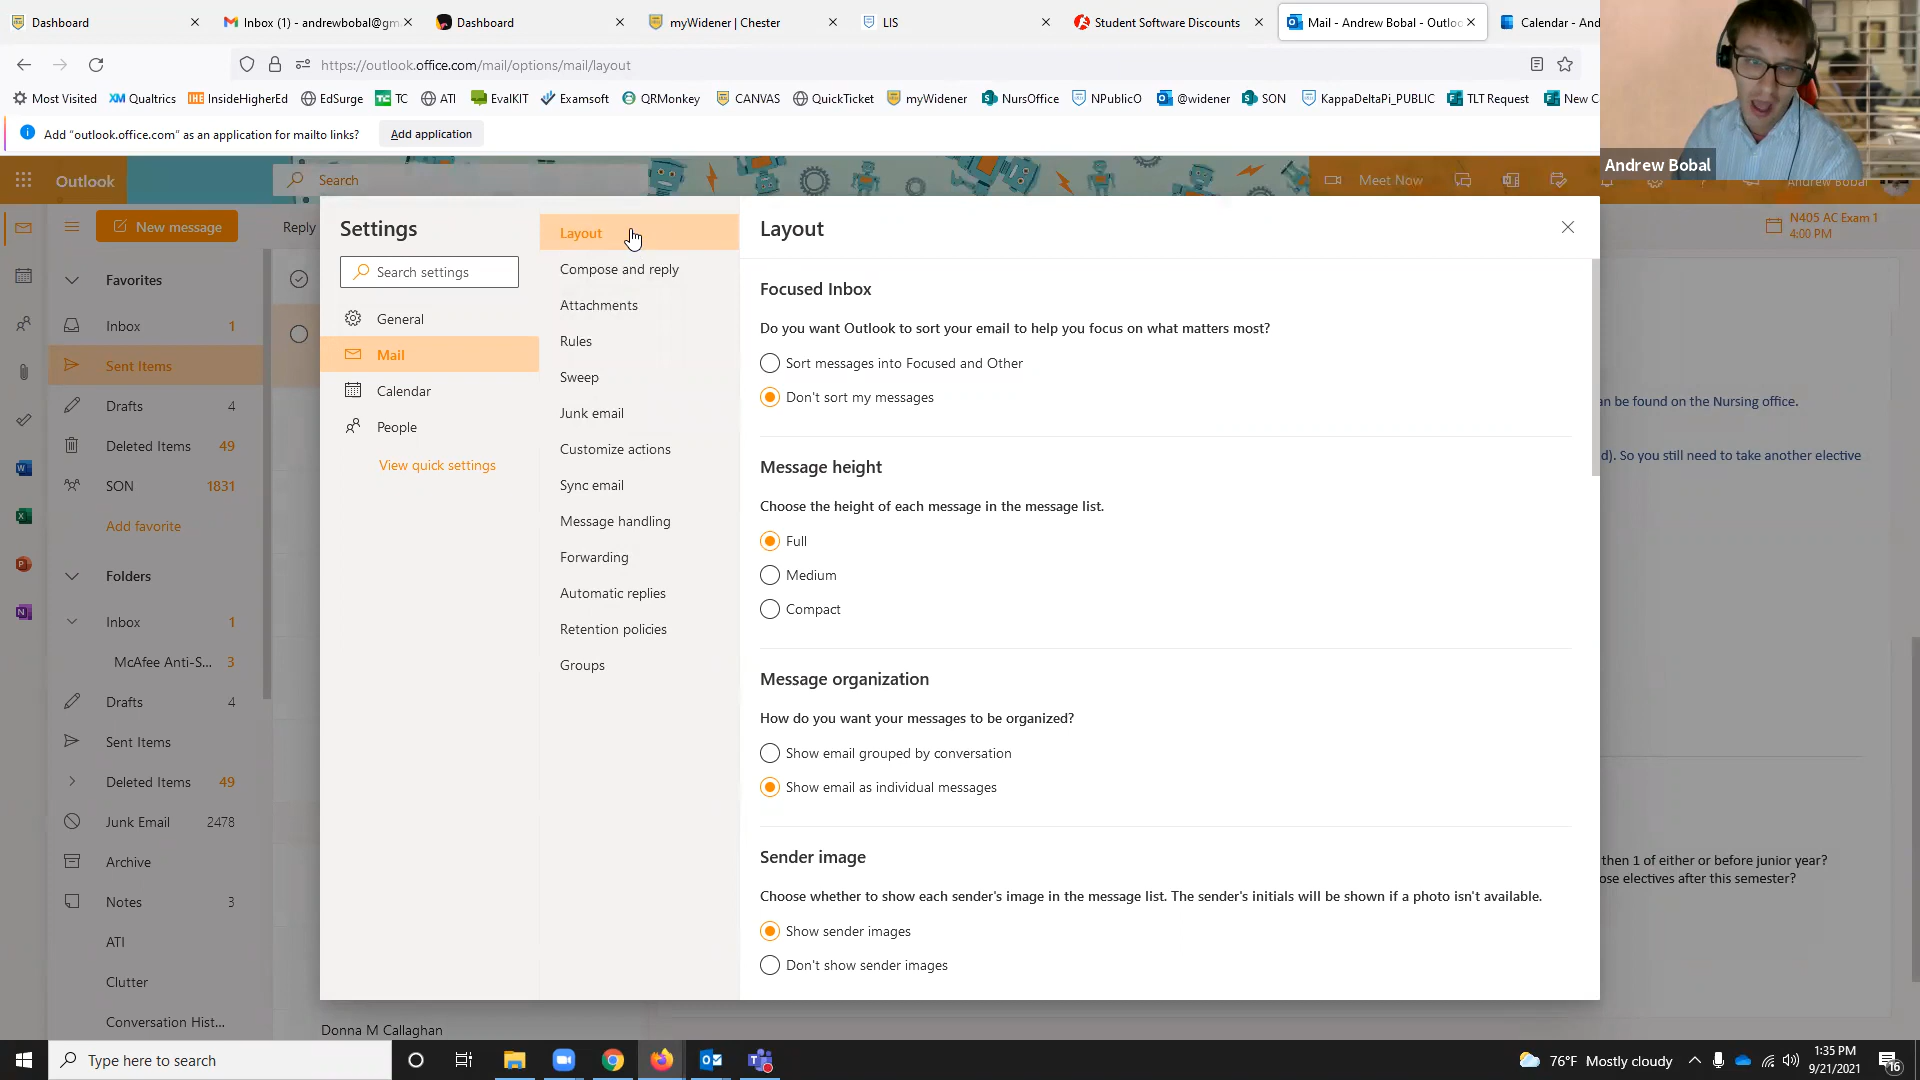 Dashboard
Inbox (1) - andrewbobal@gm
Dashboard
myWidener | Chester
LIS
Student Software Discounts
Mail - Andrew Bobal - Outloo
Calendar - And
https://outlook.office.com/mail/options/mail/layout
Most Visited
XM Qualtrics
IHE InsideHigherEd
EdSurge
TC TC
ATI
EvalKIT
Examsoft
QRMonkey
CANVAS
QuickTicket
myWidener
NursOffice
NPublicO
@widener
SON
KappaDeltaPi_PUBLIC
TLT Request
New C
Add "outlook.office.com" as an application for mailto links?
Add application
Andrew Bobal
Outlook
Search
Meet Now
Andrew Bobal
New message
Reply
N405 AC Exam 1
4:00 PM
Favorites
Inbox 1
Sent Items
Drafts 4
Deleted Items 49
SON 1831
Add favorite
Folders
Inbox 1
McAfee Anti-S... 3
Drafts 4
Sent Items
Deleted Items 49
Junk Email 2478
Archive
Notes 3
ATI
Clutter
Conversation Hist...
Settings
Search settings
General
Mail
Calendar
People
View quick settings
Layout
Compose and reply
Attachments
Rules
Sweep
Junk email
Customize actions
Sync email
Message handling
Forwarding
Automatic replies
Retention policies
Groups
Layout
Focused Inbox
Do you want Outlook to sort your email to help you focus on what matters most?
Sort messages into Focused and Other
Don't sort my messages
Message height
Choose the height of each message in the message list.
Full
Medium
Compact
Message organization
How do you want your messages to be organized?
Show email grouped by conversation
Show email as individual messages
Sender image
Choose whether to show each sender's image in the message list. The sender's initials will be shown if a photo isn't available.
Show sender images
Don't show sender images
an be found on the Nursing office.
d). So you still need to take another elective
then 1 of either or before junior year?
ose electives after this semester?
Donna M Callaghan
Type here to search
76°F Mostly cloudy
1:35 PM
9/21/2021
16